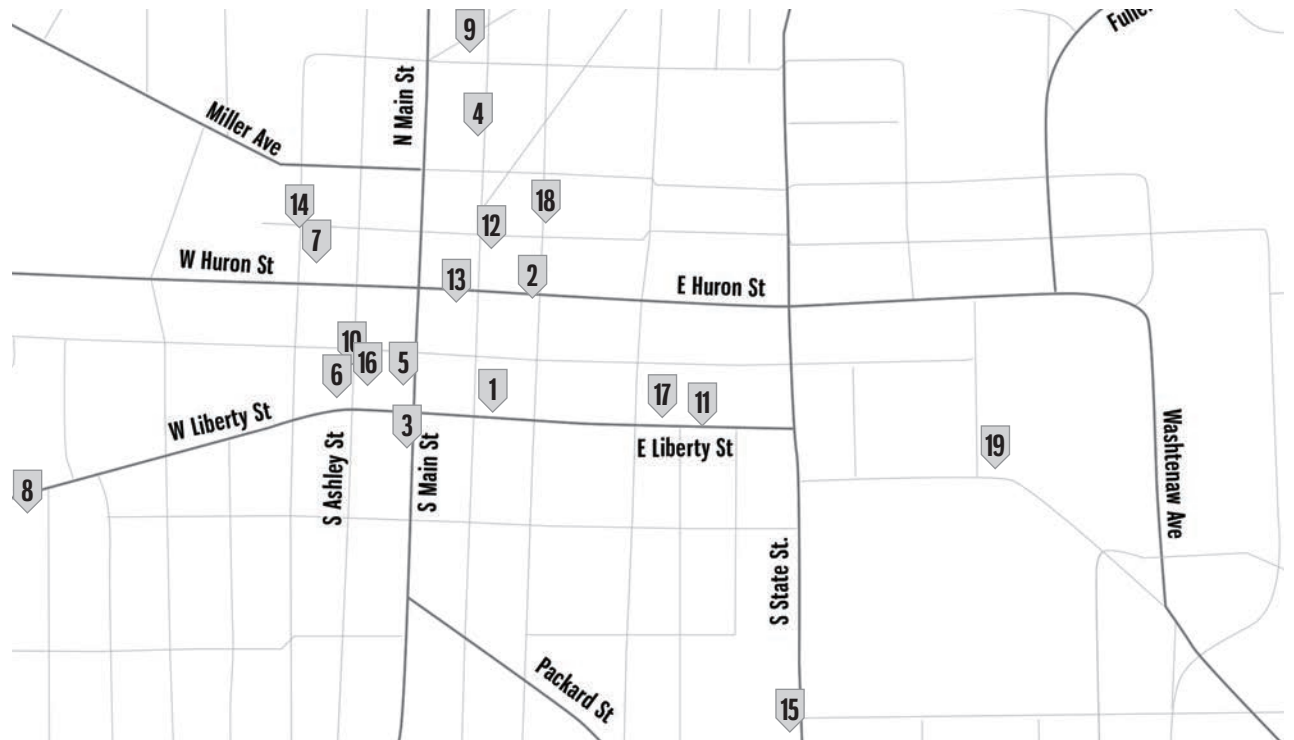 9
Fuller
N Main St
4
Miller Ave
14
18
12
7
W Huron St
13
2
E Huron St
10
16
5
6
1
17
11
W Liberty St
3
E Liberty St
S Ashley St
S Main St
19
Washtenaw Ave
8
S State St.
Packard St
15